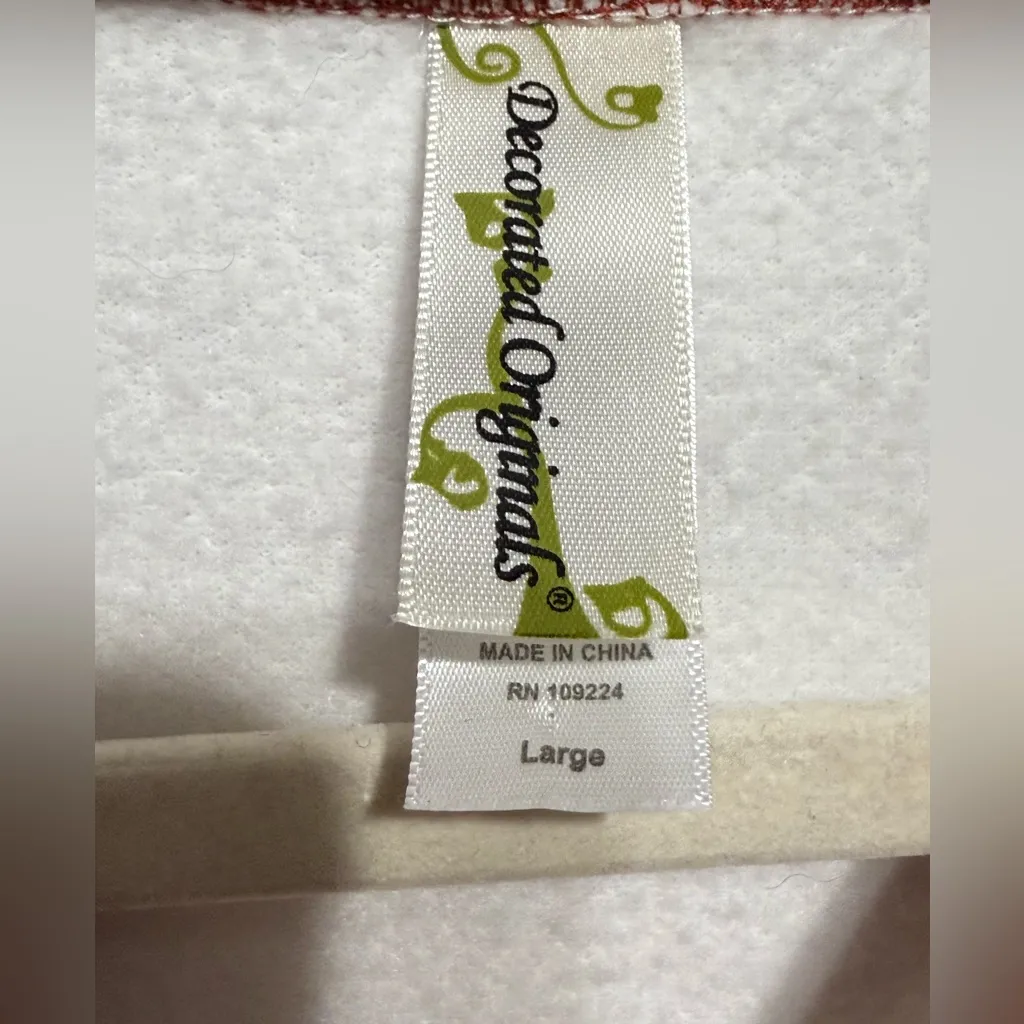 Decorated Originals®
MADE IN CHINA
RN 109224
Large